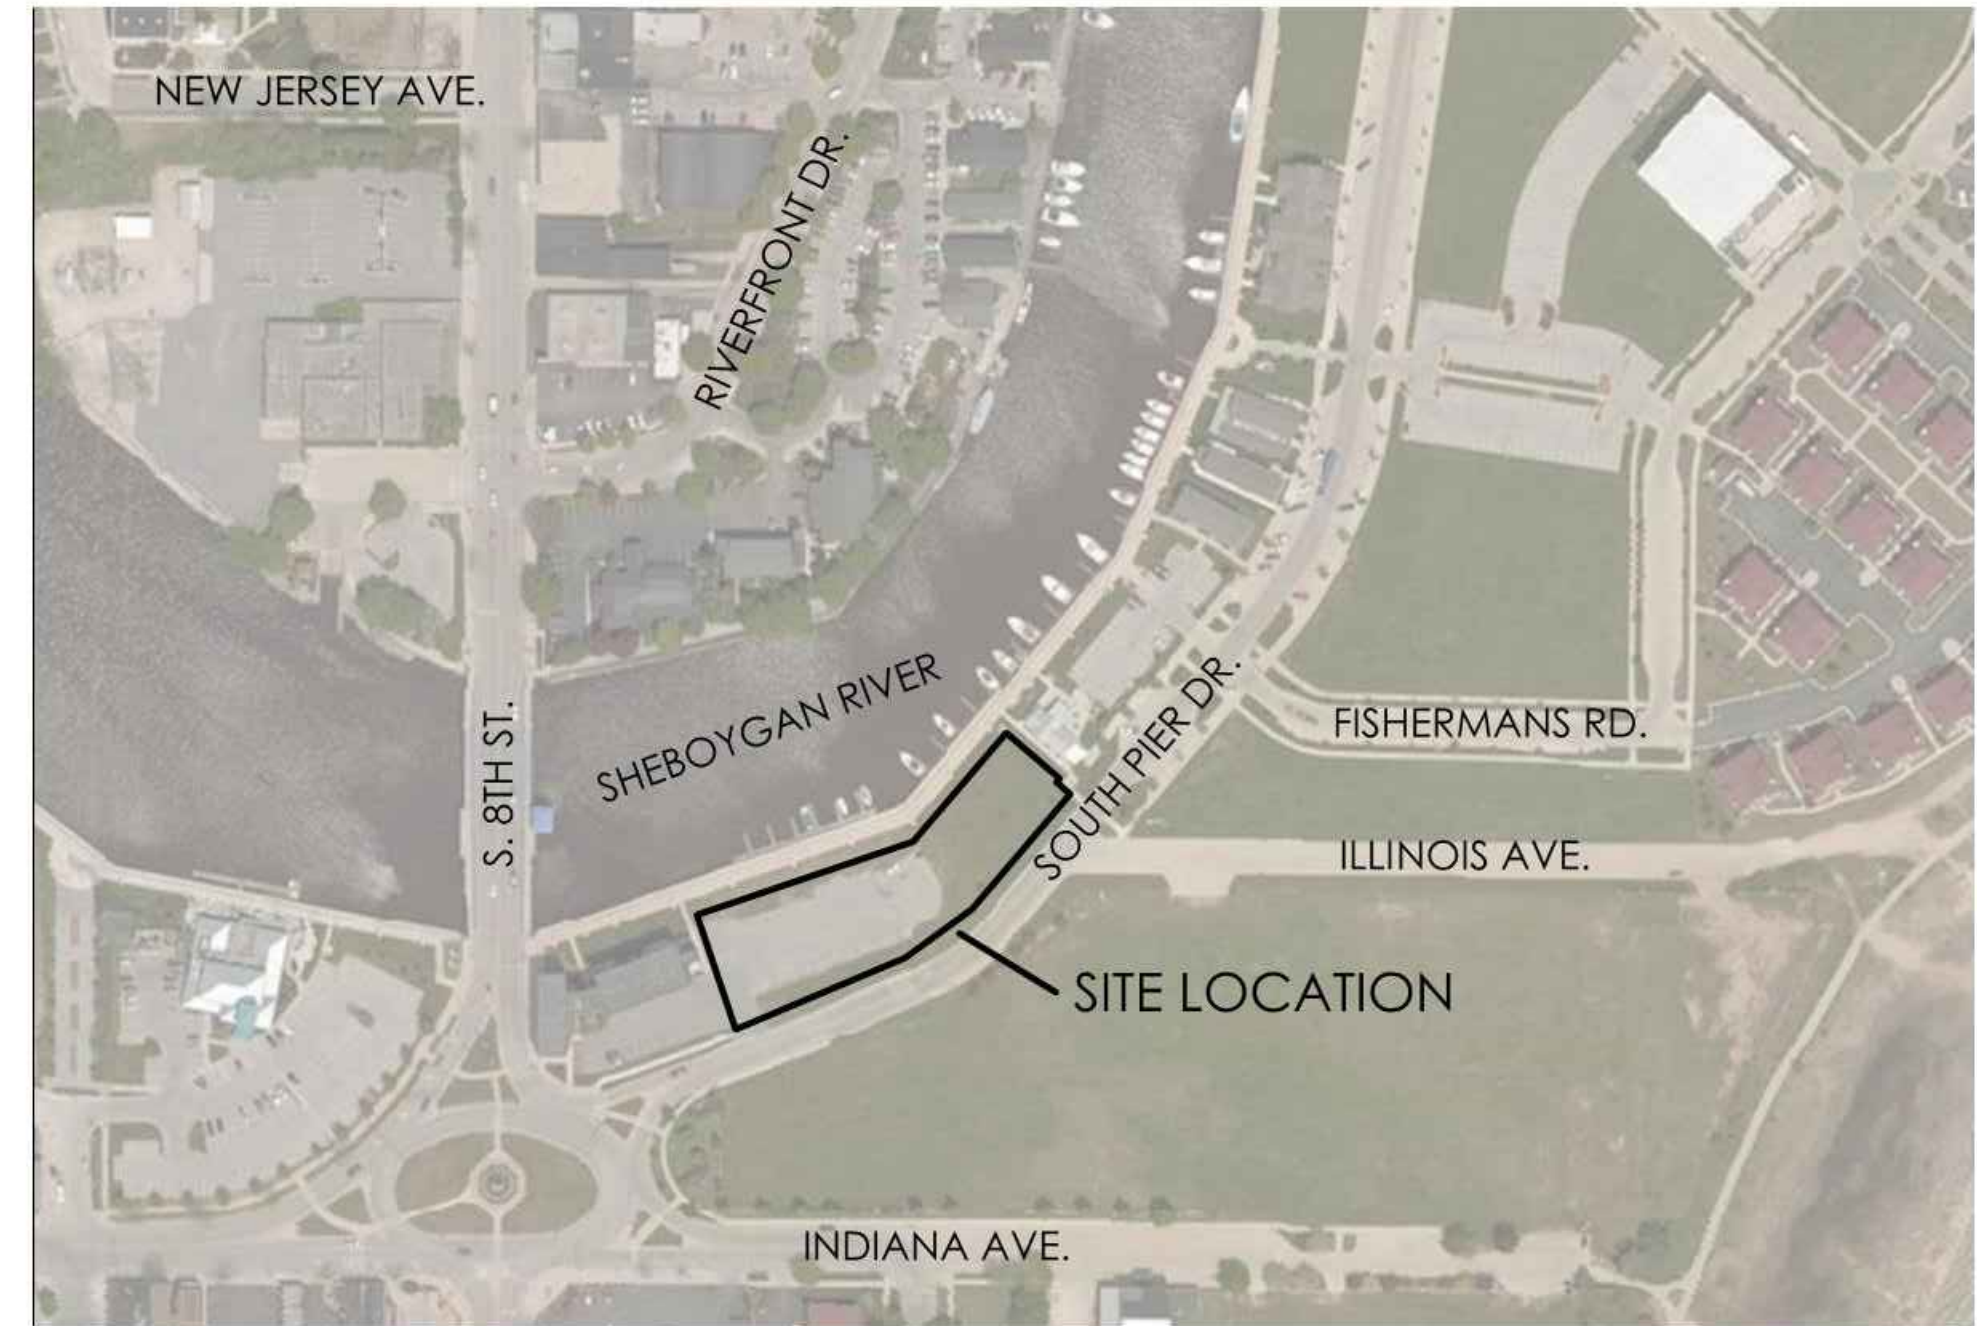 NEW JERSEY AVE.
RIVERFRONT DR.
SHEBOYGAN RIVER
S. 8TH ST.
SOUTH PIER DR.
FISHERMANS RD.
ILLINOIS AVE.
SITE LOCATION
INDIANA AVE.